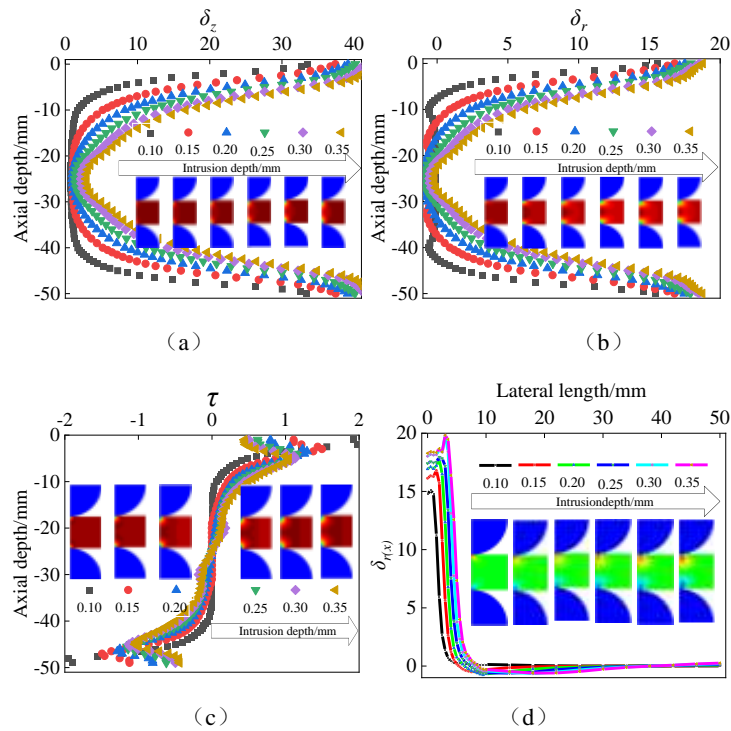 δz
δr
0 10 20 30 40
0 5 10 15 20
Axial depth/mm
0
-10
-20
-30
-40
-50
0.10 0.15 0.20 0.25 0.30 0.35
Intrusion depth/mm
Axial depth/mm
0
-10
-20
-30
-40
-50
0.10 0.15 0.20 0.25 0.30 0.35
Intrusion depth/mm
（a）
（b）
τ
-2 -1 0 1 2
Axial depth/mm
0
-10
-20
-30
-40
-50
0.10 0.15 0.20 0.25 0.30 0.35
Intrusion depth/mm
Lateral length/mm
0 10 20 30 40 50
δr(x)
20
15
10
5
0
0.10 0.15 0.20 0.25 0.30 0.35
Intrusiondepth/mm
（c）
（d）